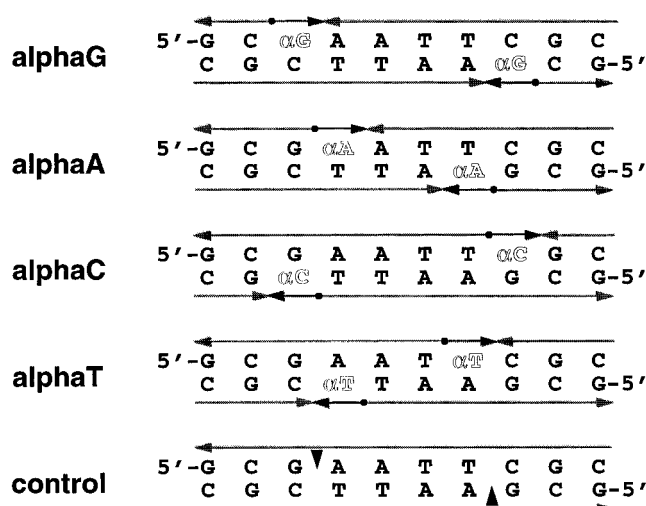 5'-G C αG A A T T C G C
alphaG
C G C T T A A αG C G-5'
5'-G C G αA A T T C G C
alphaA
C G C T T A αA G C G-5'
5'-G C G A A T T αC G C
alphaC
C G αC T T A A G C G-5'
5'-G C G A A T αT C G C
alphaT
C G C αT T A A G C G-5'
5'-G C G A A T T C G C
control
C G C T T A A G C G-5'